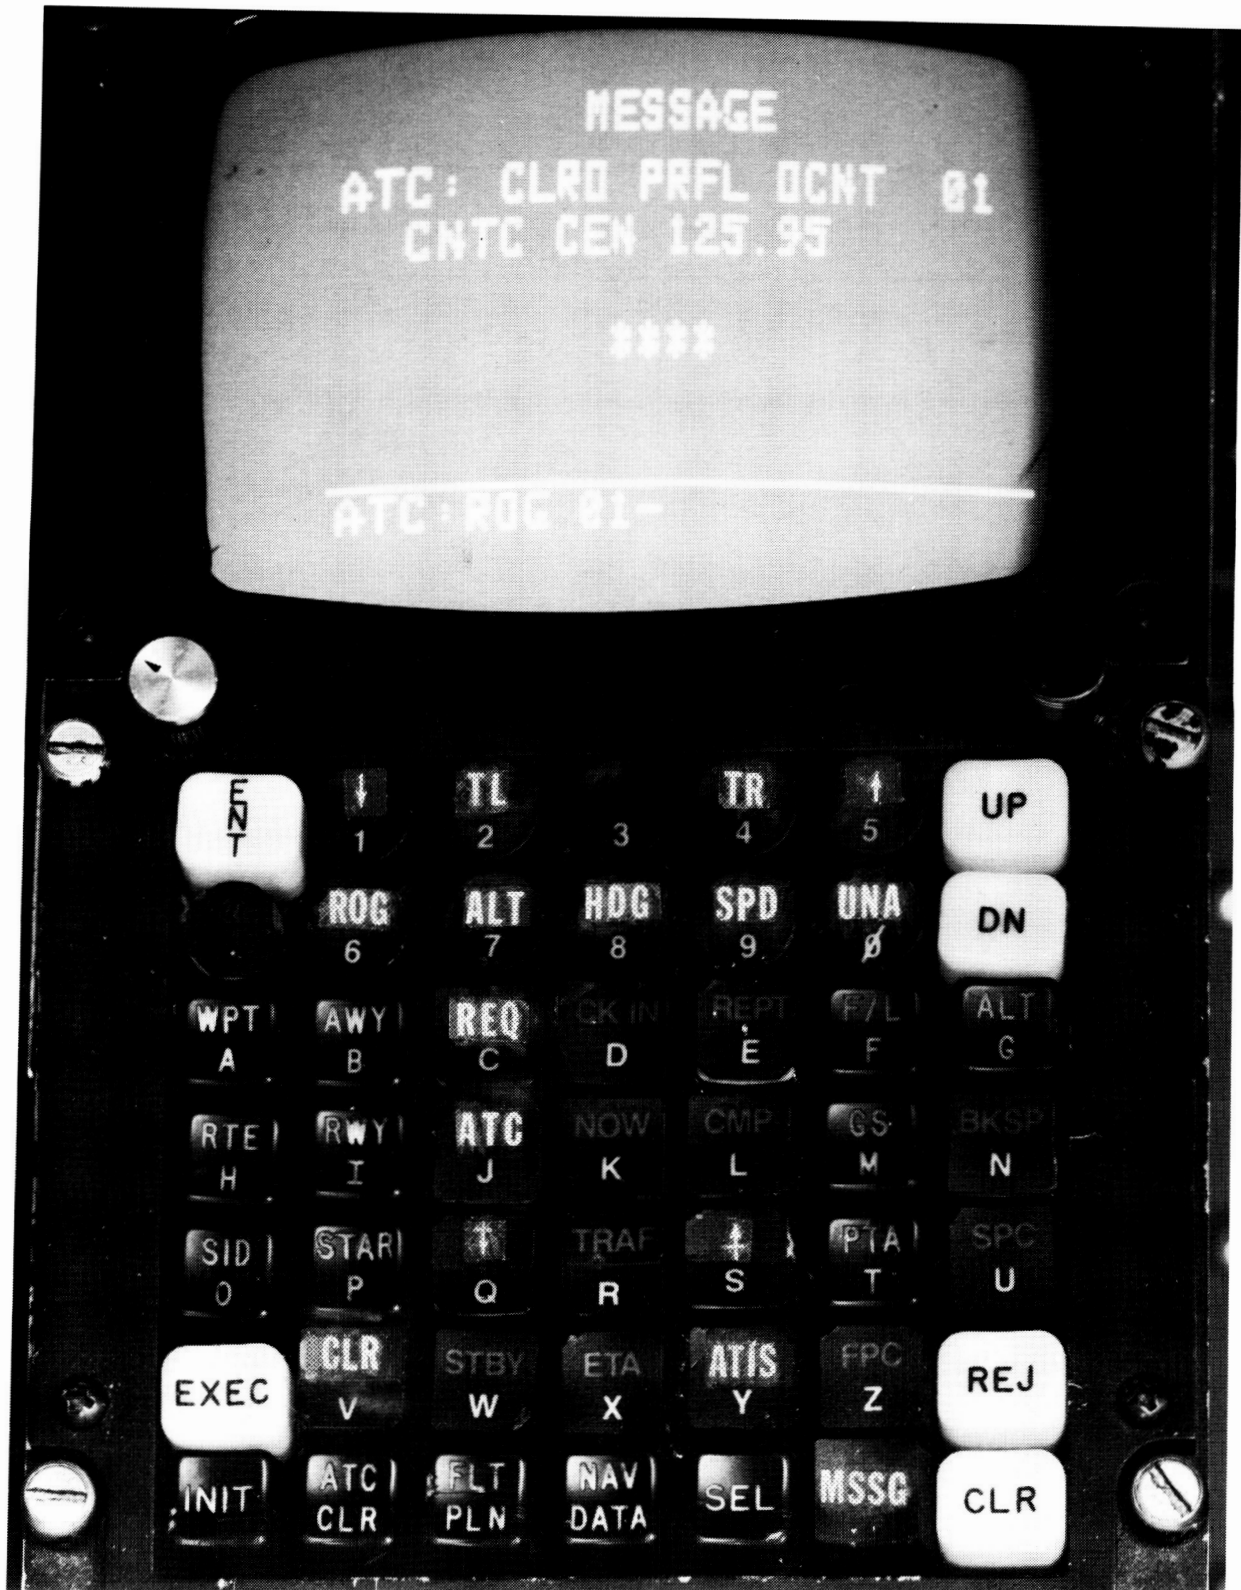 MESSAGE
ATC: CLRD PRFL DCNT 01
CNTC CEN 125.95
****
ATC:ROG 01-
ENT ↓ TL TR ↑ UP
1 2 3 4 5
ROG ALT HDG SPD UNA DN
6 7 8 9 0
WPT AWY REQ CK IN REPT F/L ALT
A B C D E F G
RTE RWY ATC NOW CMP GS BKSP
H I J K L M N
SID STAR TRAF PTA SPC
O P Q R S T U
EXEC CLR STBY ETA ATIS FPC REJ
V W X Y Z
INIT ATC FLT NAV SEL MSSG CLR
CLR PLN DATA